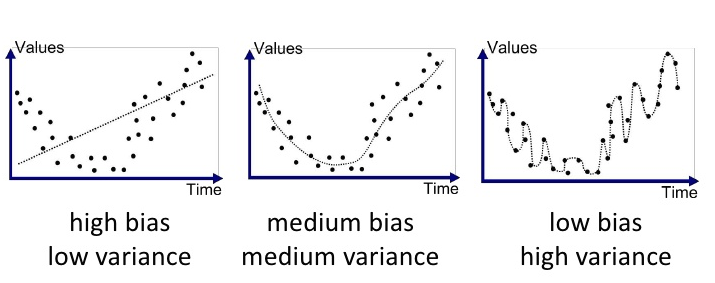 Values
Time
high bias
low variance
Values
Time
medium bias
medium variance
Values
Time
low bias
high variance